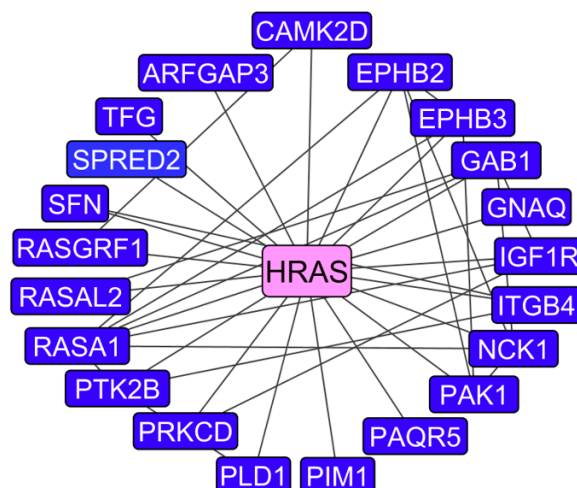 CAMK2D
ARFGAP3
EPHB2
TFG
EPHB3
SPRED2
GAB1
SFN
GNAQ
RASGRF1
HRAS
IGF1R
RASAL2
ITGB4
RASA1
NCK1
PTK2B
PAK1
PRKCD
PAQR5
PLD1
PIM1